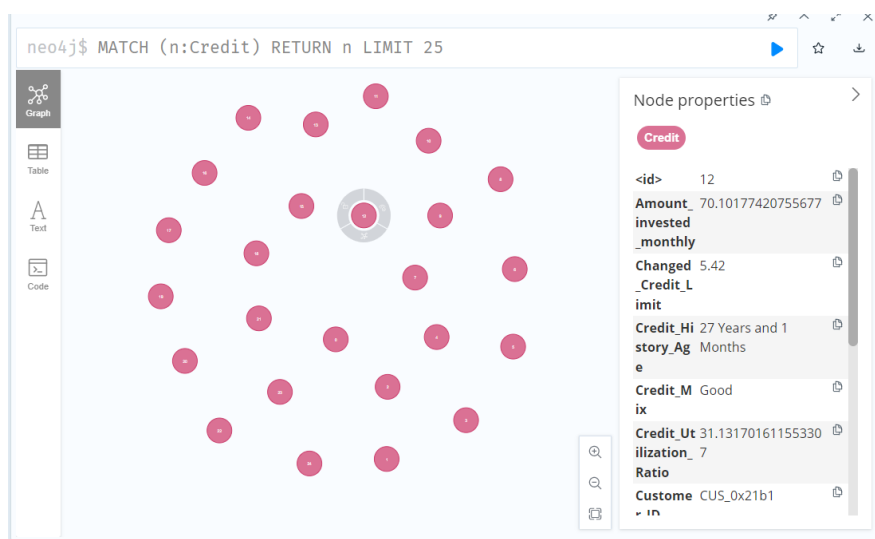 neo4j$ MATCH (n:Credit) RETURN n LIMIT 25
Graph
Table
Text
Code
Node properties
Credit
<id> 12
Amount_ 70.10177420755677
invested
_monthly
Changed 5.42
_Credit_L
imit
Credit_Hi 27 Years and 1
story_Ag Months
e
Credit_M Good
ix
Credit_Ut 31.13170161155330
ilization_ 7
Ratio
Custome CUS_0x21b1
r_ID